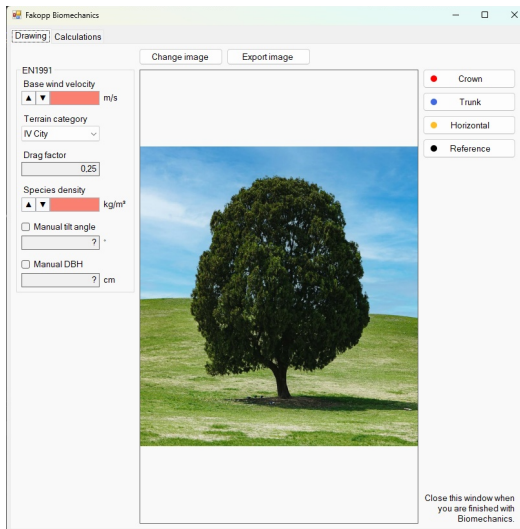 Fakopp Biomechanics
Drawing Calculations
Change image Export image
EN1991
Base wind velocity
m/s
Terrain category
IV City
Drag factor
0,25
Species density
kg/m³
Manual tilt angle
? °
Manual DBH
? cm
Crown
Trunk
Horizontal
Reference
Close this window when
you are finished with
Biomechanics.